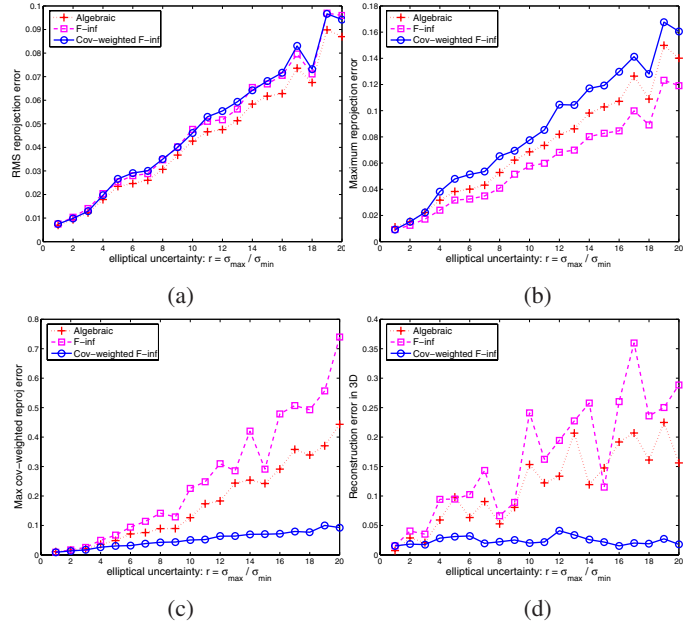 0.1
0.09
0.08
0.07
0.06
0.05
0.04
0.03
0.02
0.01
0
RMS reprojection error
Algebraic
F−inf
Cov−weighted F−inf
0 2 4 6 8 10 12 14 16 18 20
elliptical uncertainty: r = σmax / σmin
(a)
0.18
0.16
0.14
0.12
0.1
0.08
0.06
0.04
0.02
0
Maximum reprojection error
Algebraic
F−inf
Cov−weighted F−inf
0 2 4 6 8 10 12 14 16 18 20
elliptical uncertainty: r = σmax / σmin
(b)
0.8
0.7
0.6
0.5
0.4
0.3
0.2
0.1
0
Max cov−weighted reproj error
Algebraic
F−inf
Cov−weighted F−inf
0 2 4 6 8 10 12 14 16 18 20
elliptical uncertainty: r = σmax / σmin
(c)
0.4
0.35
0.3
0.25
0.2
0.15
0.1
0.05
0
Reconstruction error in 3D
Algebraic
F−inf
Cov−weighted F−inf
0 2 4 6 8 10 12 14 16 18 20
elliptical uncertainty: r = σmax / σmin
(d)